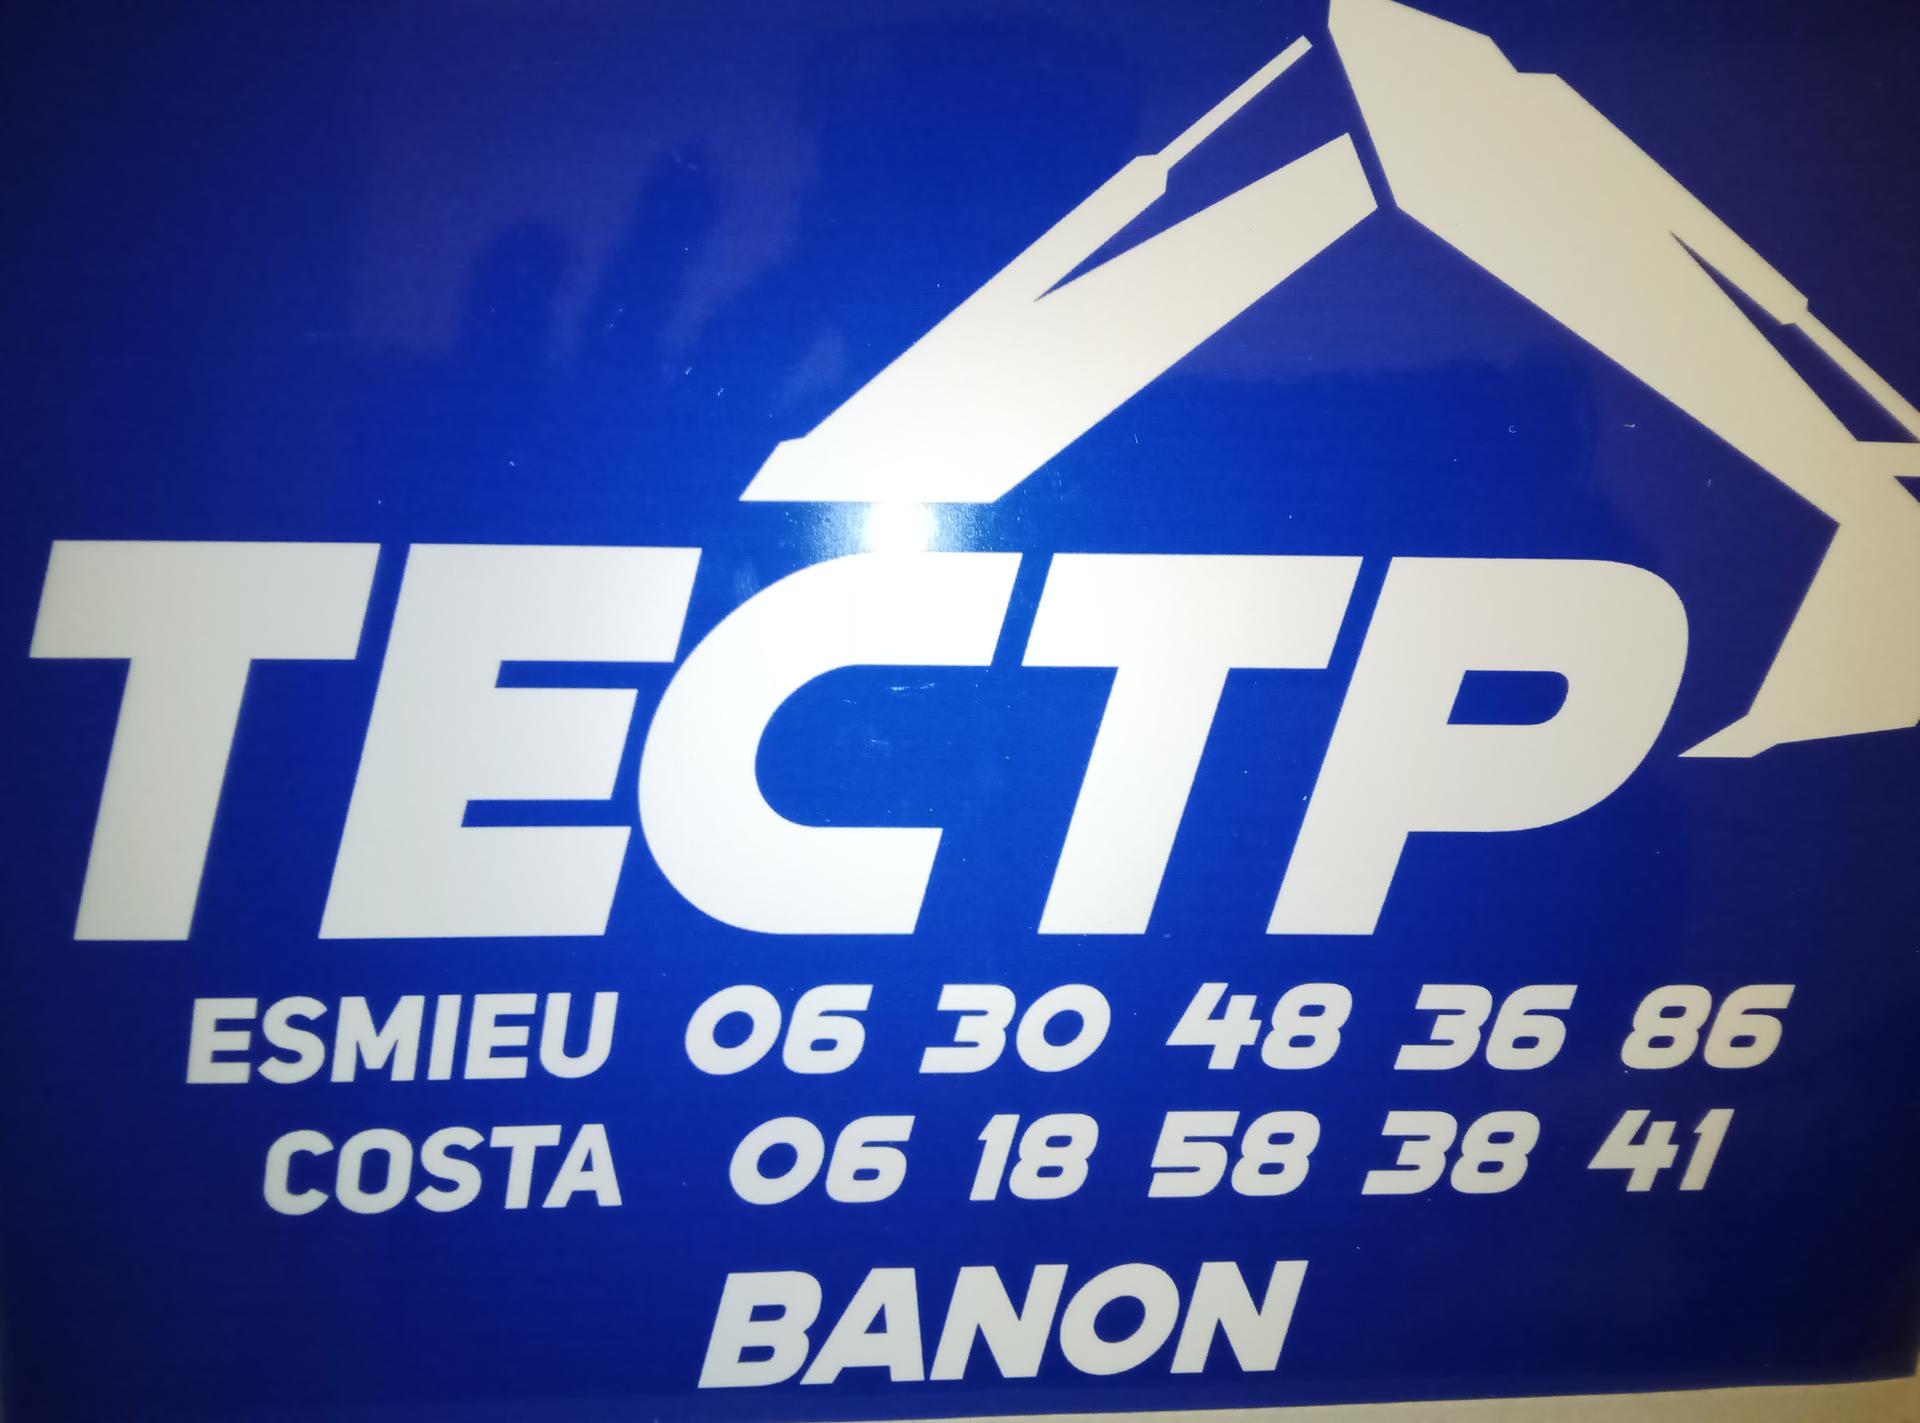 TECTP
ESMIEU 06 30 48 36 86
COSTA 06 18 58 38 41
BANON